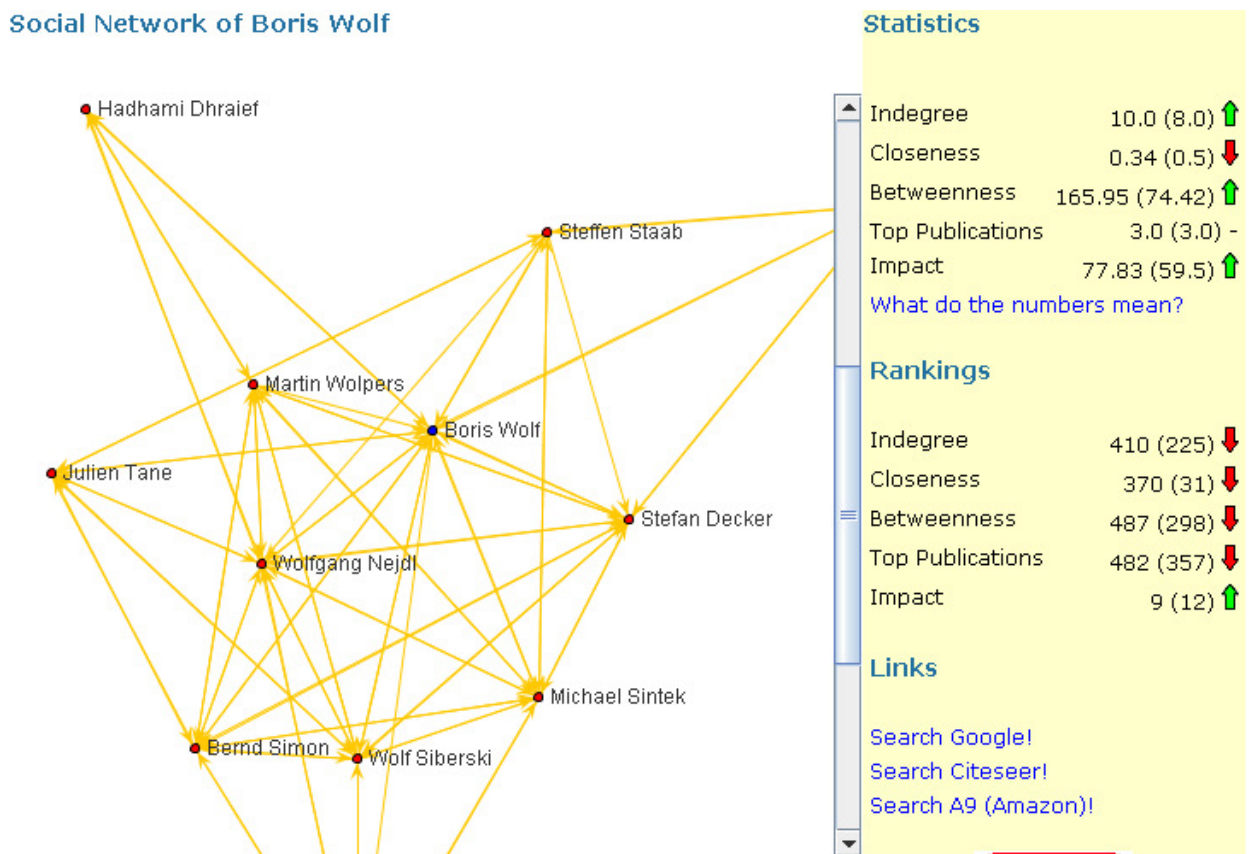 Social Network of Boris Wolf
Hadhami Dhraief
Steffen Staab
Martin Wolpers
Boris Wolf
Julien Tane
Stefan Decker
Wolfgang Nejdl
Michael Sintek
Bernd Simon
Wolf Siberski
Statistics
Indegree 10.0 (8.0)
Closeness 0.34 (0.5)
Betweenness 165.95 (74.42)
Top Publications 3.0 (3.0) -
Impact 77.83 (59.5)
What do the numbers mean?
Rankings
Indegree 410 (225)
Closeness 370 (31)
Betweenness 487 (298)
Top Publications 482 (357)
Impact 9 (12)
Links
Search Google!
Search Citeseer!
Search A9 (Amazon)!